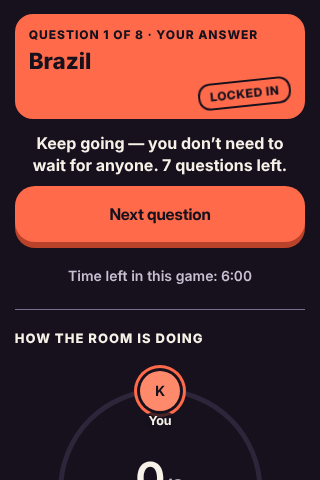 QUESTION 1 OF 8 · YOUR ANSWER
Brazil
LOCKED IN
Keep going — you don’t need to
wait for anyone. 7 questions left.
Next question
Time left in this game: 6:00
HOW THE ROOM IS DOING
K
You